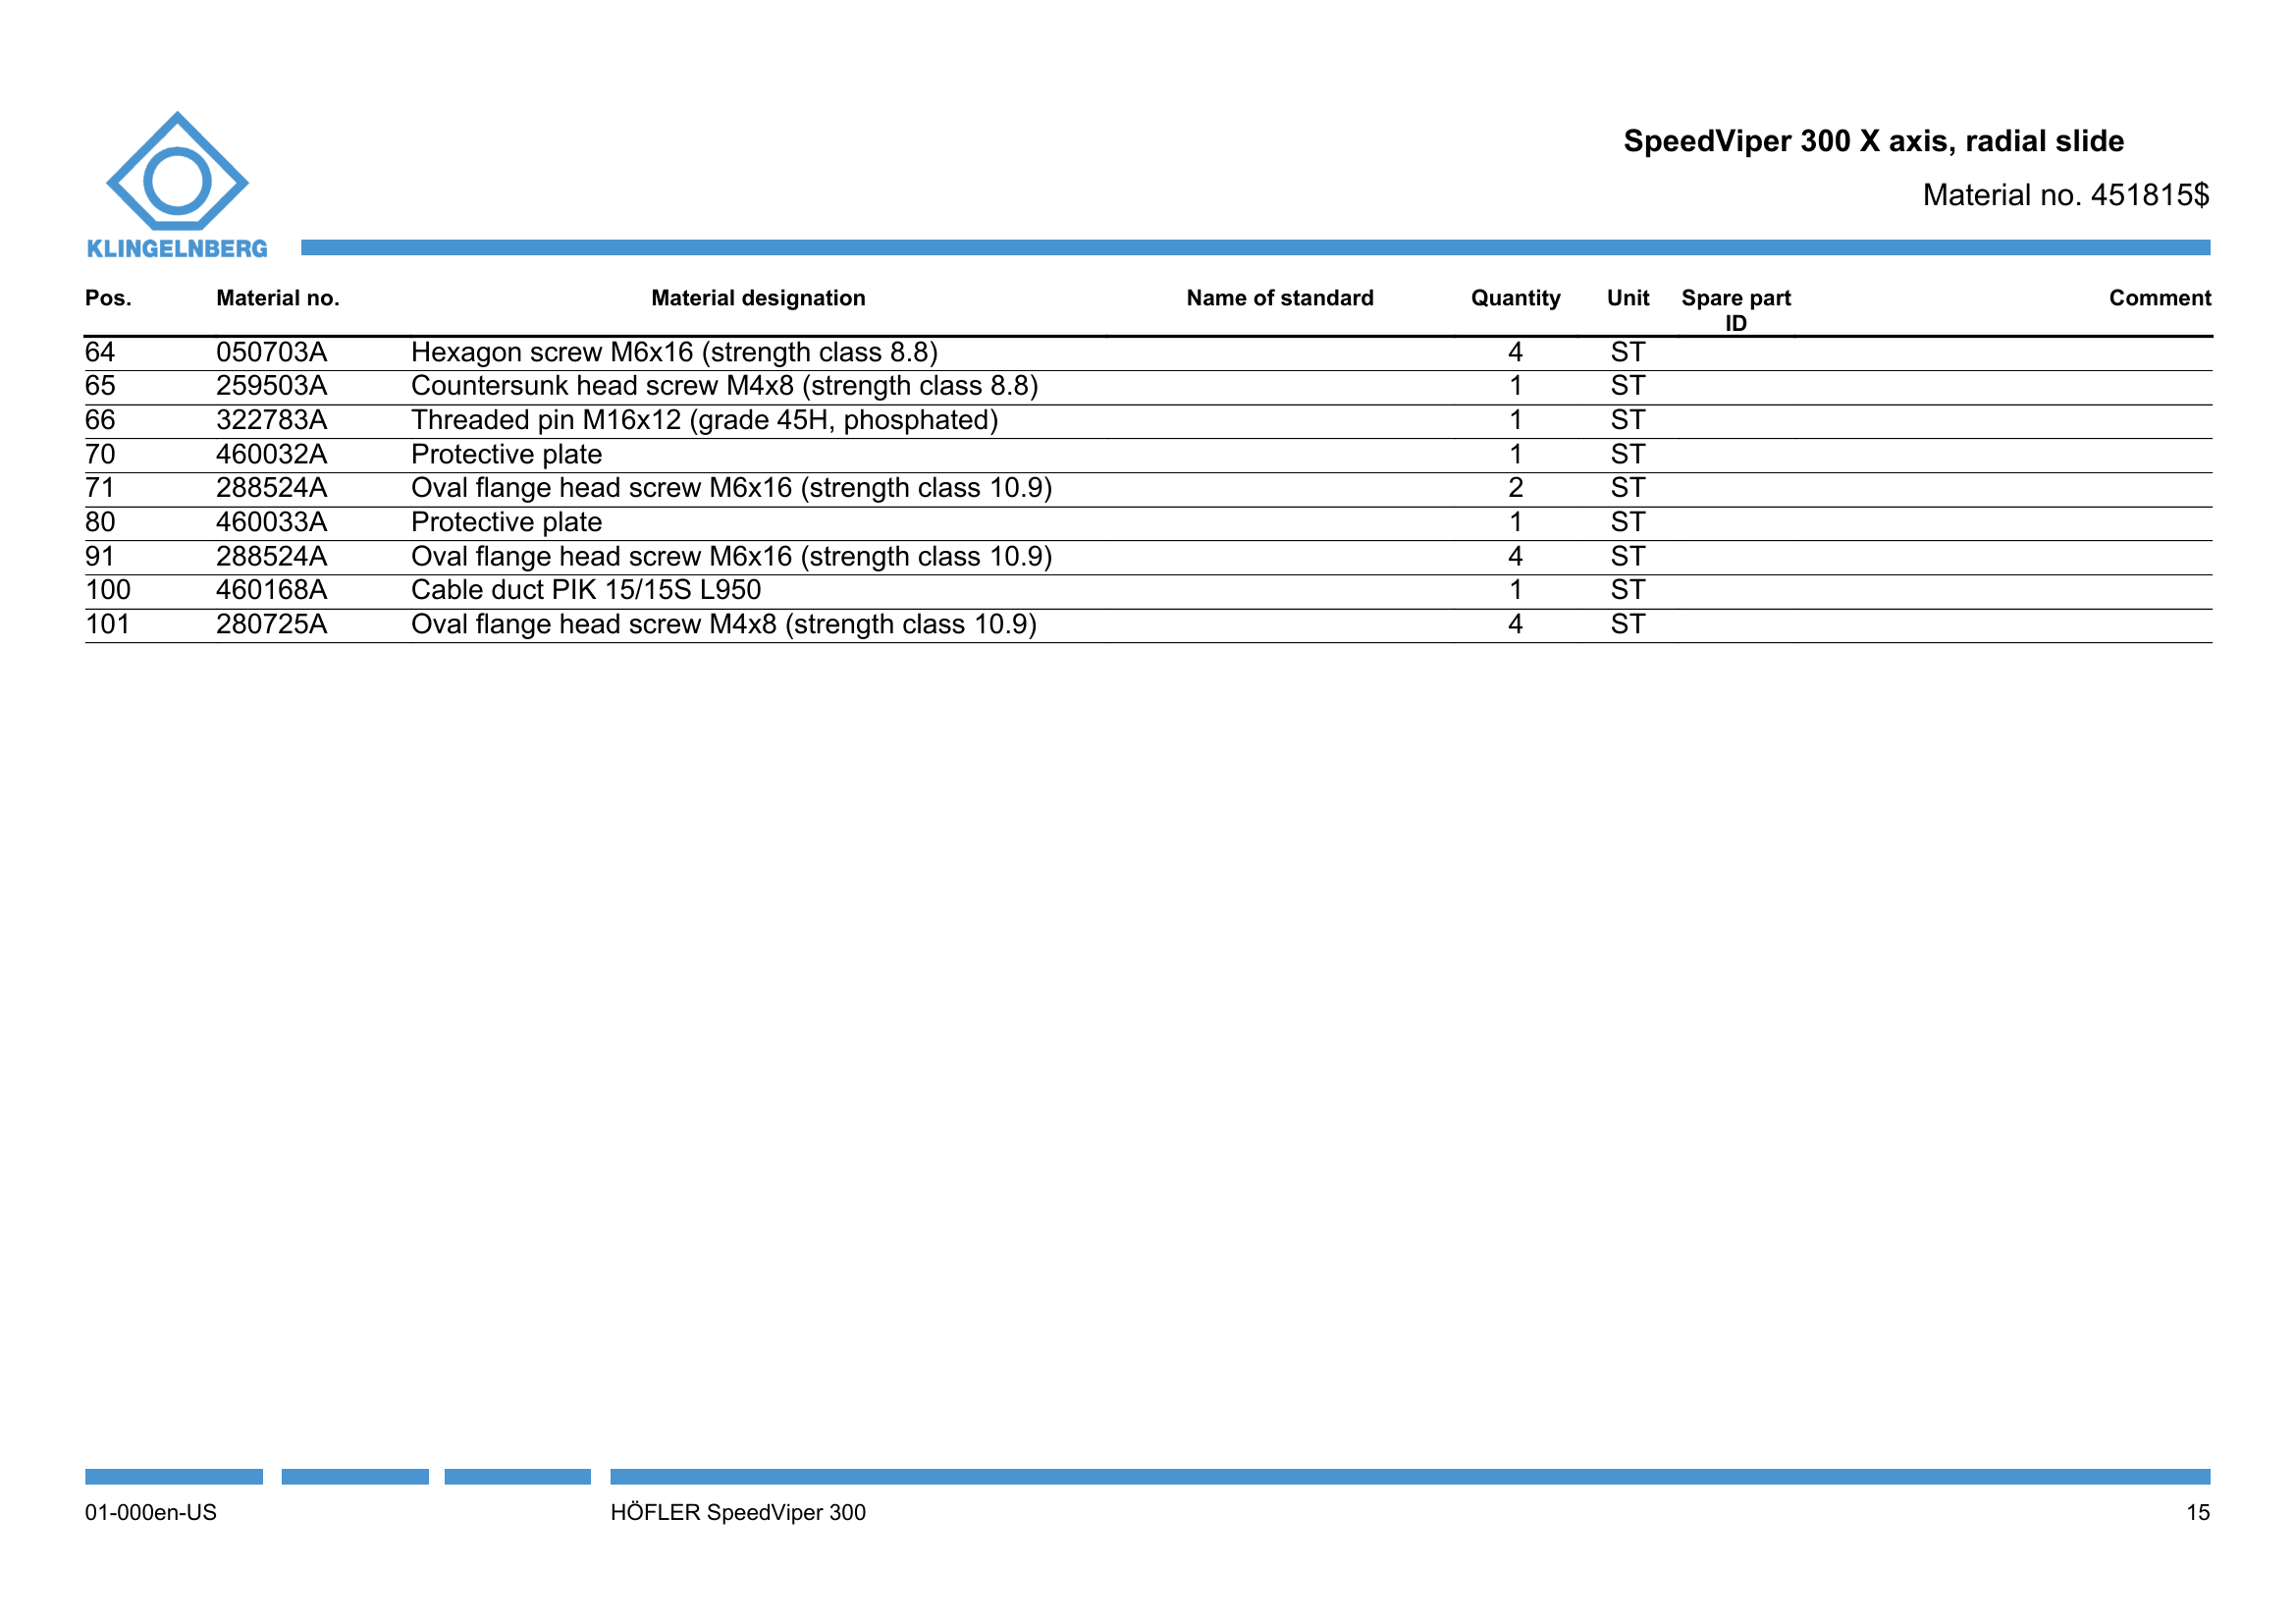 KLINGELNBERG
SpeedViper 300 X axis, radial slide
Material no. 451815$
Pos. Material no. Material designation Name of standard Quantity Unit Spare part ID Comment
64 050703A Hexagon screw M6x16 (strength class 8.8) 4 ST
65 259503A Countersunk head screw M4x8 (strength class 8.8) 1 ST
66 322783A Threaded pin M16x12 (grade 45H, phosphated) 1 ST
70 460032A Protective plate 1 ST
71 288524A Oval flange head screw M6x16 (strength class 10.9) 2 ST
80 460033A Protective plate 1 ST
91 288524A Oval flange head screw M6x16 (strength class 10.9) 4 ST
100 460168A Cable duct PIK 15/15S L950 1 ST
101 280725A Oval flange head screw M4x8 (strength class 10.9) 4 ST
01-000en-US HÖFLER SpeedViper 300 15